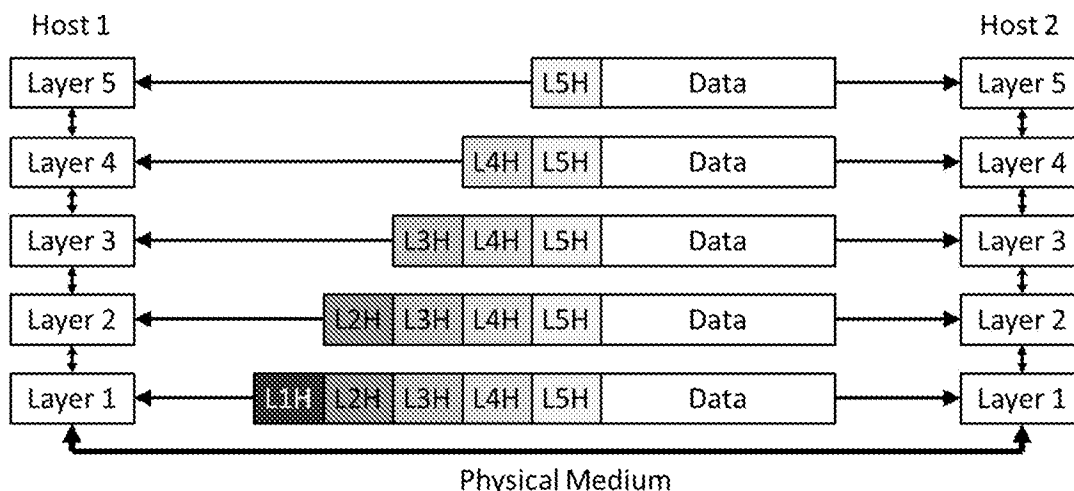 Host 1 Host 2
Layer 5 L5H Data Layer 5
Layer 4 L4H L5H Data Layer 4
Layer 3 L3H L4H L5H Data Layer 3
Layer 2 L2H L3H L4H L5H Data Layer 2
Layer 1 L1H L2H L3H L4H L5H Data Layer 1
Physical Medium